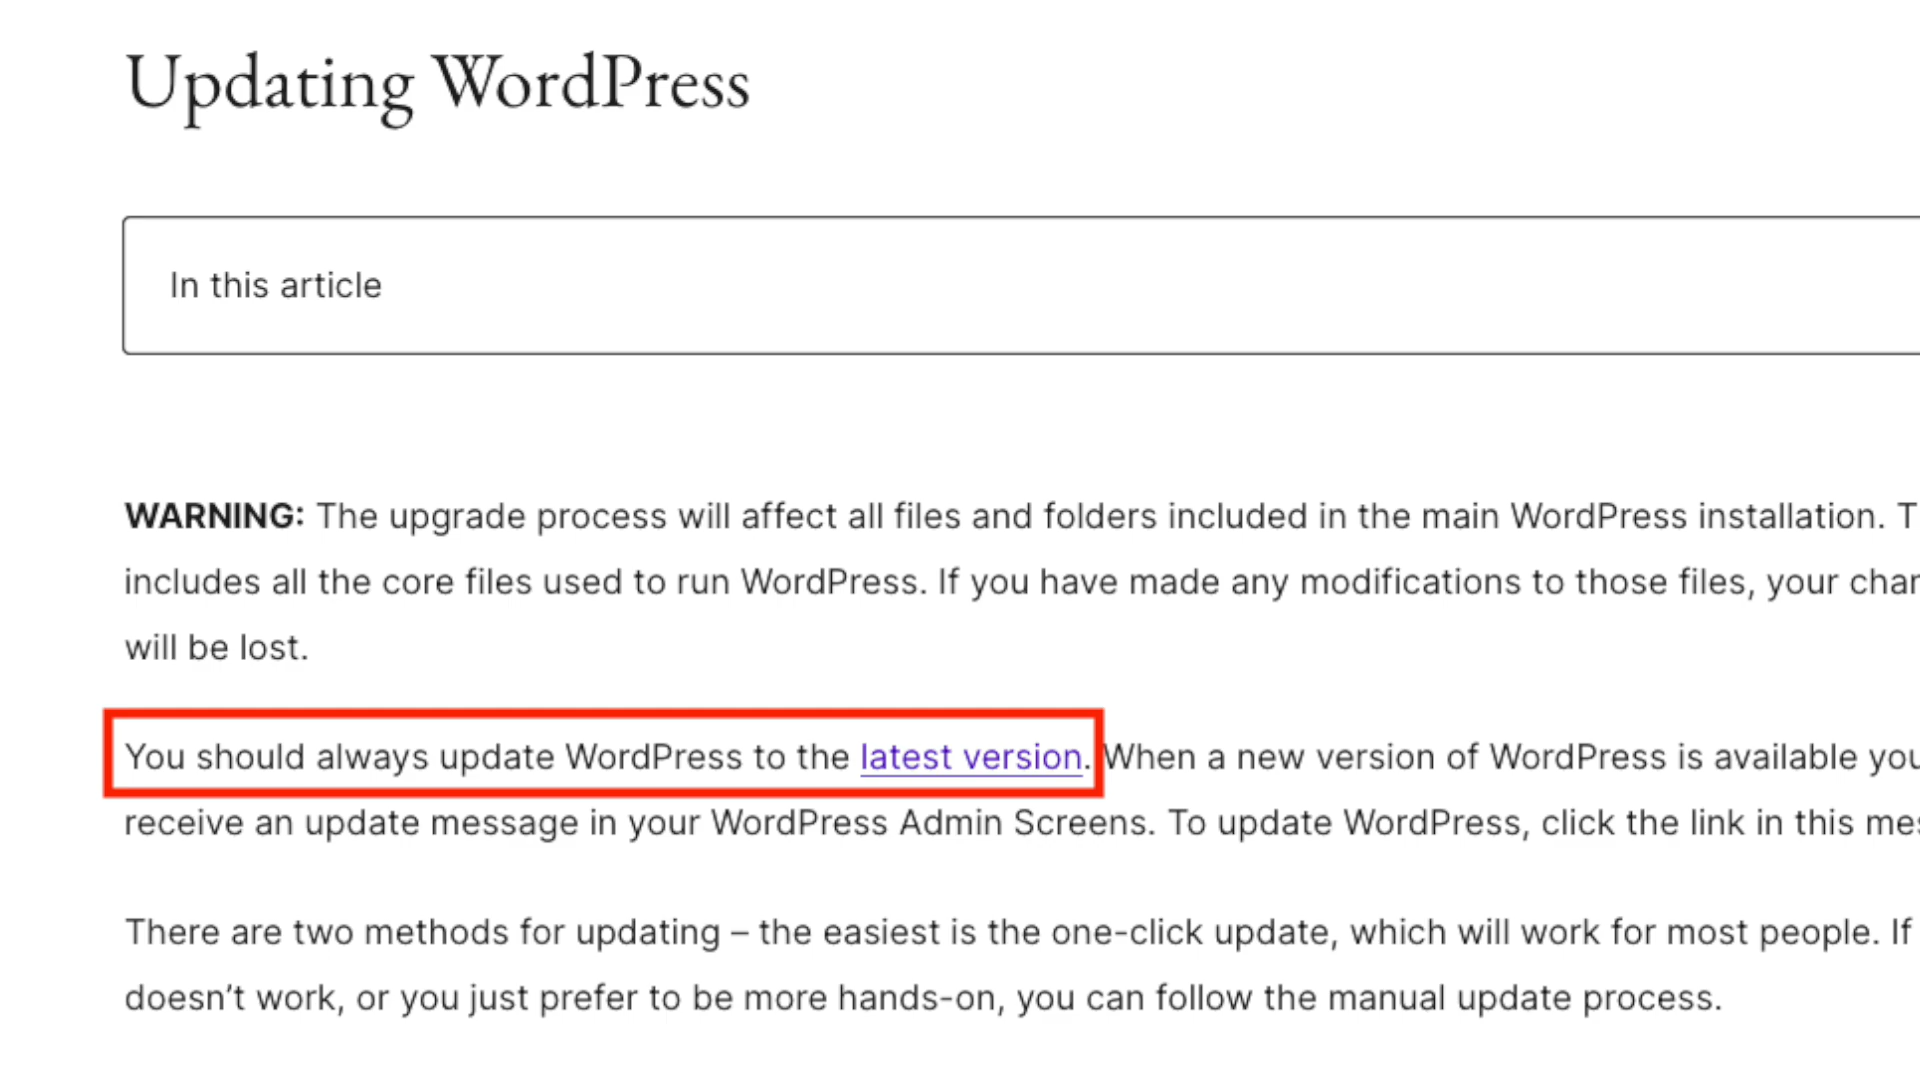 Updating WordPress
In this article
WARNING: The upgrade process will affect all files and folders included in the main WordPress installation.
includes all the core files used to run WordPress. If you have made any modifications to those files, your
will be lost.
You should always update WordPress to the latest version. When a new version of WordPress is available
receive an update message in your WordPress Admin Screens. To update WordPress, click the link in this
There are two methods for updating – the easiest is the one-click update, which will work for most people. If
doesn’t work, or you just prefer to be more hands-on, you can follow the manual update process.